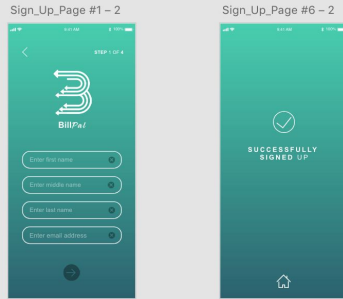 Sign_Up_Page #1 – 2
9:41 AM
100%
STEP 1 OF 4
BillPal
Enter first name
Enter middle name
Enter last name
Enter email address
Sign_Up_Page #6 – 2
9:41 AM
100%
SUCCESSFULLY
SIGNED UP